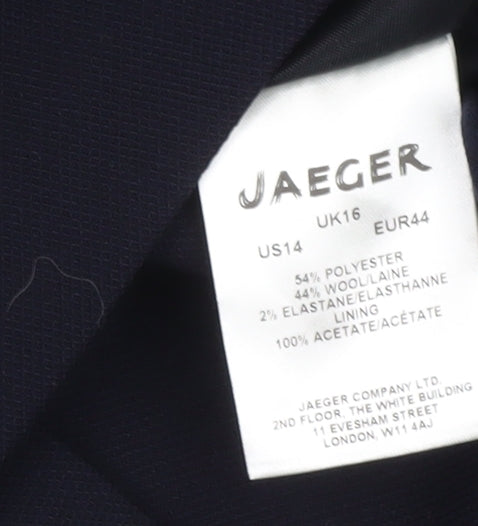 JAEGER
UK16
US14 EUR44
54% POLYESTER
44% WOOL/LAINE
2% ELASTANE/ELASTHANNE
LINING
100% ACETATE/ACÉTATE
JAEGER COMPANY LTD.
2ND FLOOR, THE WHITE BUILDING
11 EVESHAM STREET
LONDON, W11 4AJ